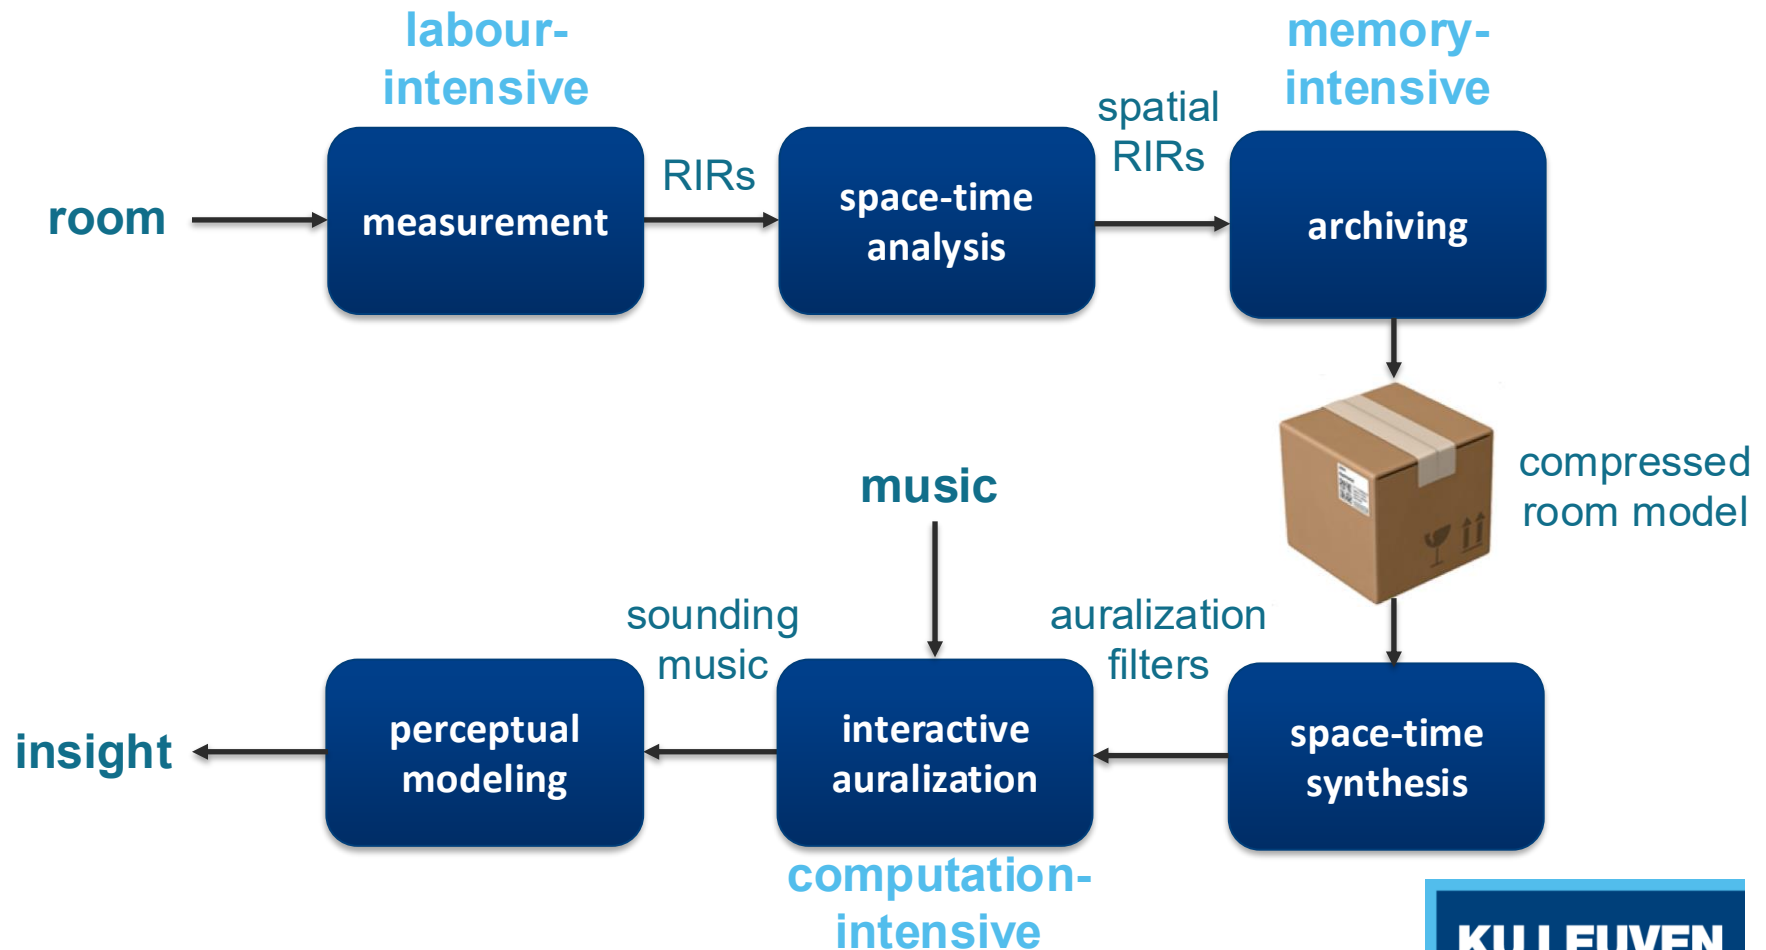 labour-
intensive
memory-
intensive
room
measurement
RIRs
space-time
analysis
spatial
RIRs
archiving
compressed
room model
music
insight
perceptual
modeling
sounding
music
interactive
auralization
auralization
filters
space-time
synthesis
computation-
intensive
KU LEUVEN